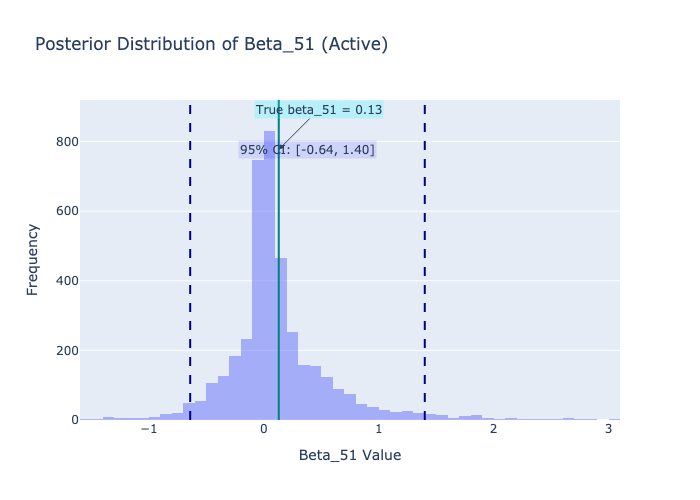 Posterior Distribution of Beta_51 (Active)
True beta_51 = 0.13
95% CI: [-0.64, 1.40]
800
600
400
200
0
Frequency
−1
0
1
2
3
Beta_51 Value